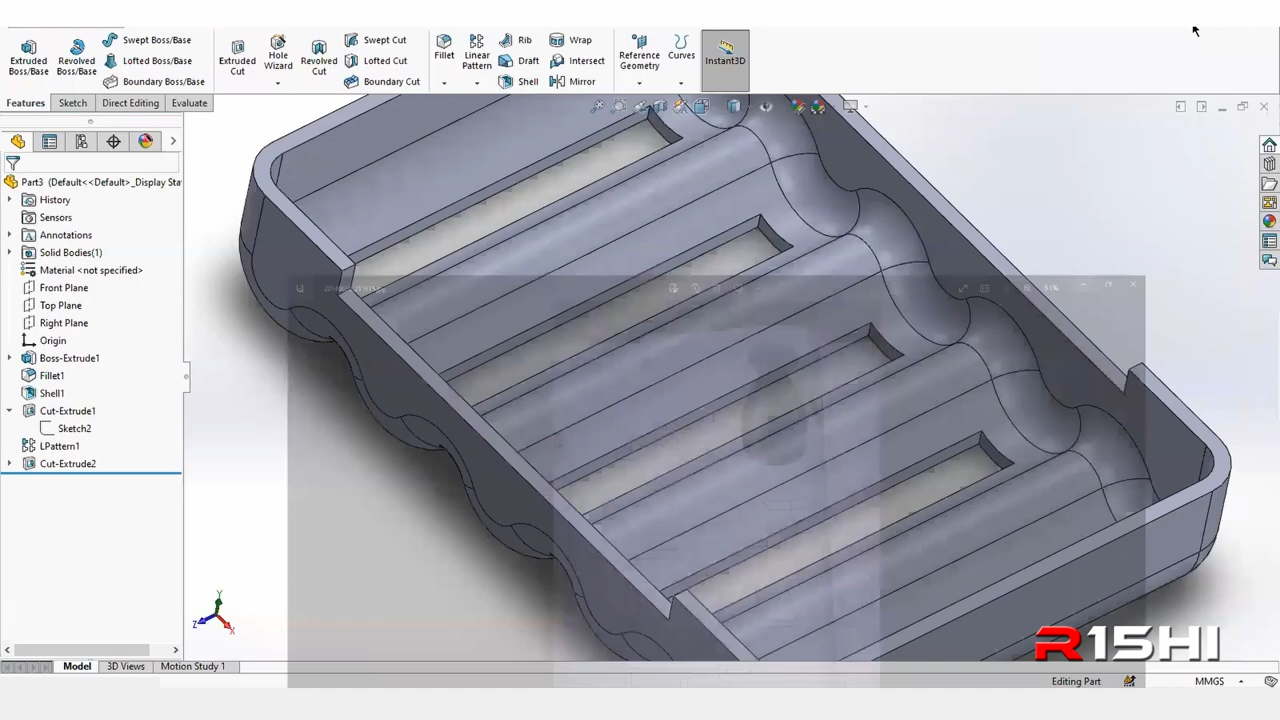 Extruded Boss/Base
Revolved Boss/Base
Swept Boss/Base
Lofted Boss/Base
Boundary Boss/Base
Extruded Cut
Hole Wizard
Revolved Cut
Swept Cut
Lofted Cut
Boundary Cut
Fillet
Linear Pattern
Rib
Draft
Shell
Wrap
Intersect
Mirror
Reference Geometry
Curves
Instant3D
Features
Sketch
Direct Editing
Evaluate
Part3 (Default<<Default>_Display Sta
History
Sensors
Annotations
Solid Bodies(1)
Material <not specified>
Front Plane
Top Plane
Right Plane
Origin
Boss-Extrude1
Fillet1
Shell1
Cut-Extrude1
Sketch2
LPattern1
Cut-Extrude2
51%
Y
Z
X
R15HI
Model
3D Views
Motion Study 1
Editing Part
MMGS